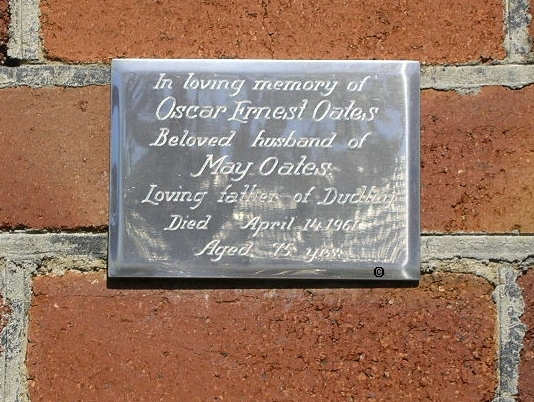 In loving memory of
Oscar Ernest Oates
Beloved husband of
May Oates.
Loving father of Dudley
Died April 14, 1961
Aged 75 yrs.
©